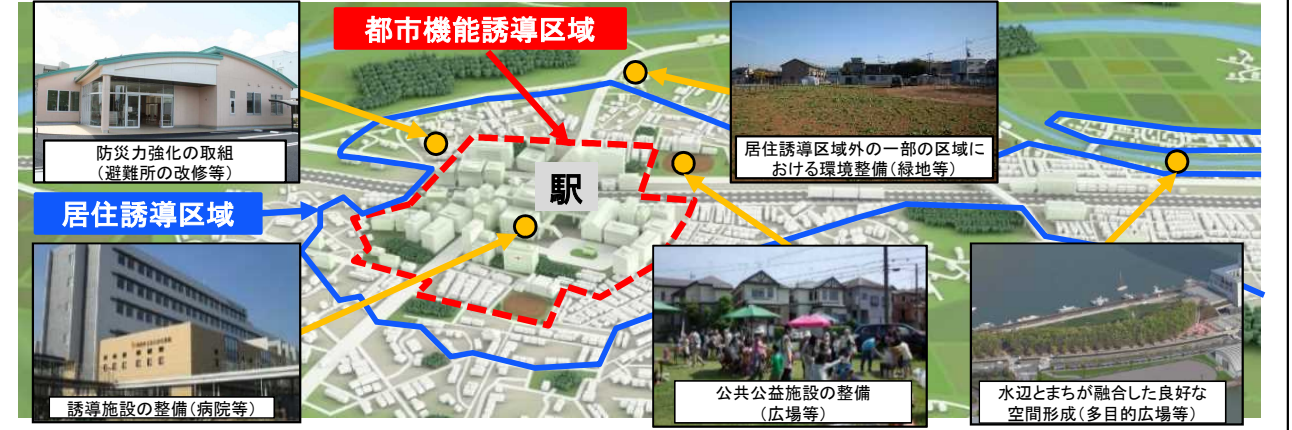 都市機能誘導区域
防災力強化の取組
(避難所の改修等)
居住誘導区域外の一部の区域に
おける環境整備(緑地等)
駅
居住誘導区域
誘導施設の整備(病院等)
公共公益施設の整備
(広場等)
水辺とまちが融合した良好な
空間形成(多目的広場等)